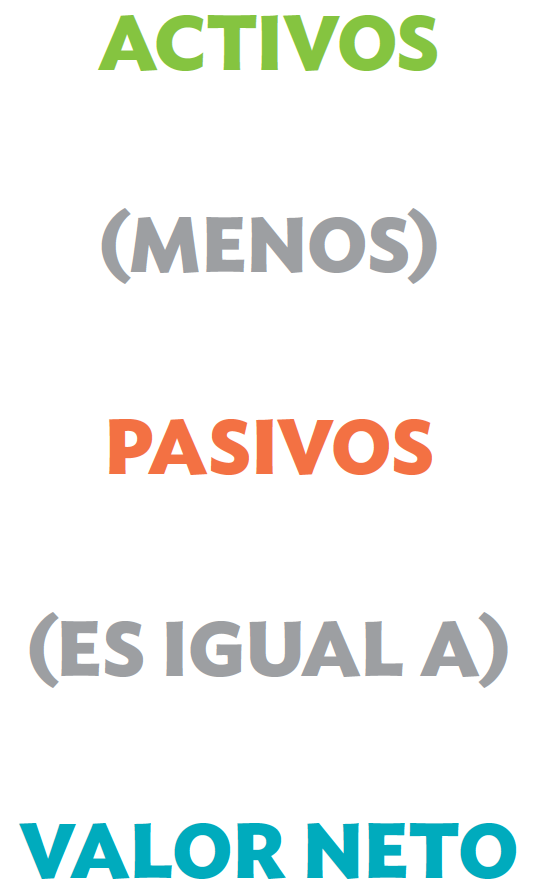 ACTIVOS
(MENOS)
PASIVOS
(ES IGUAL A)
VALOR NETO